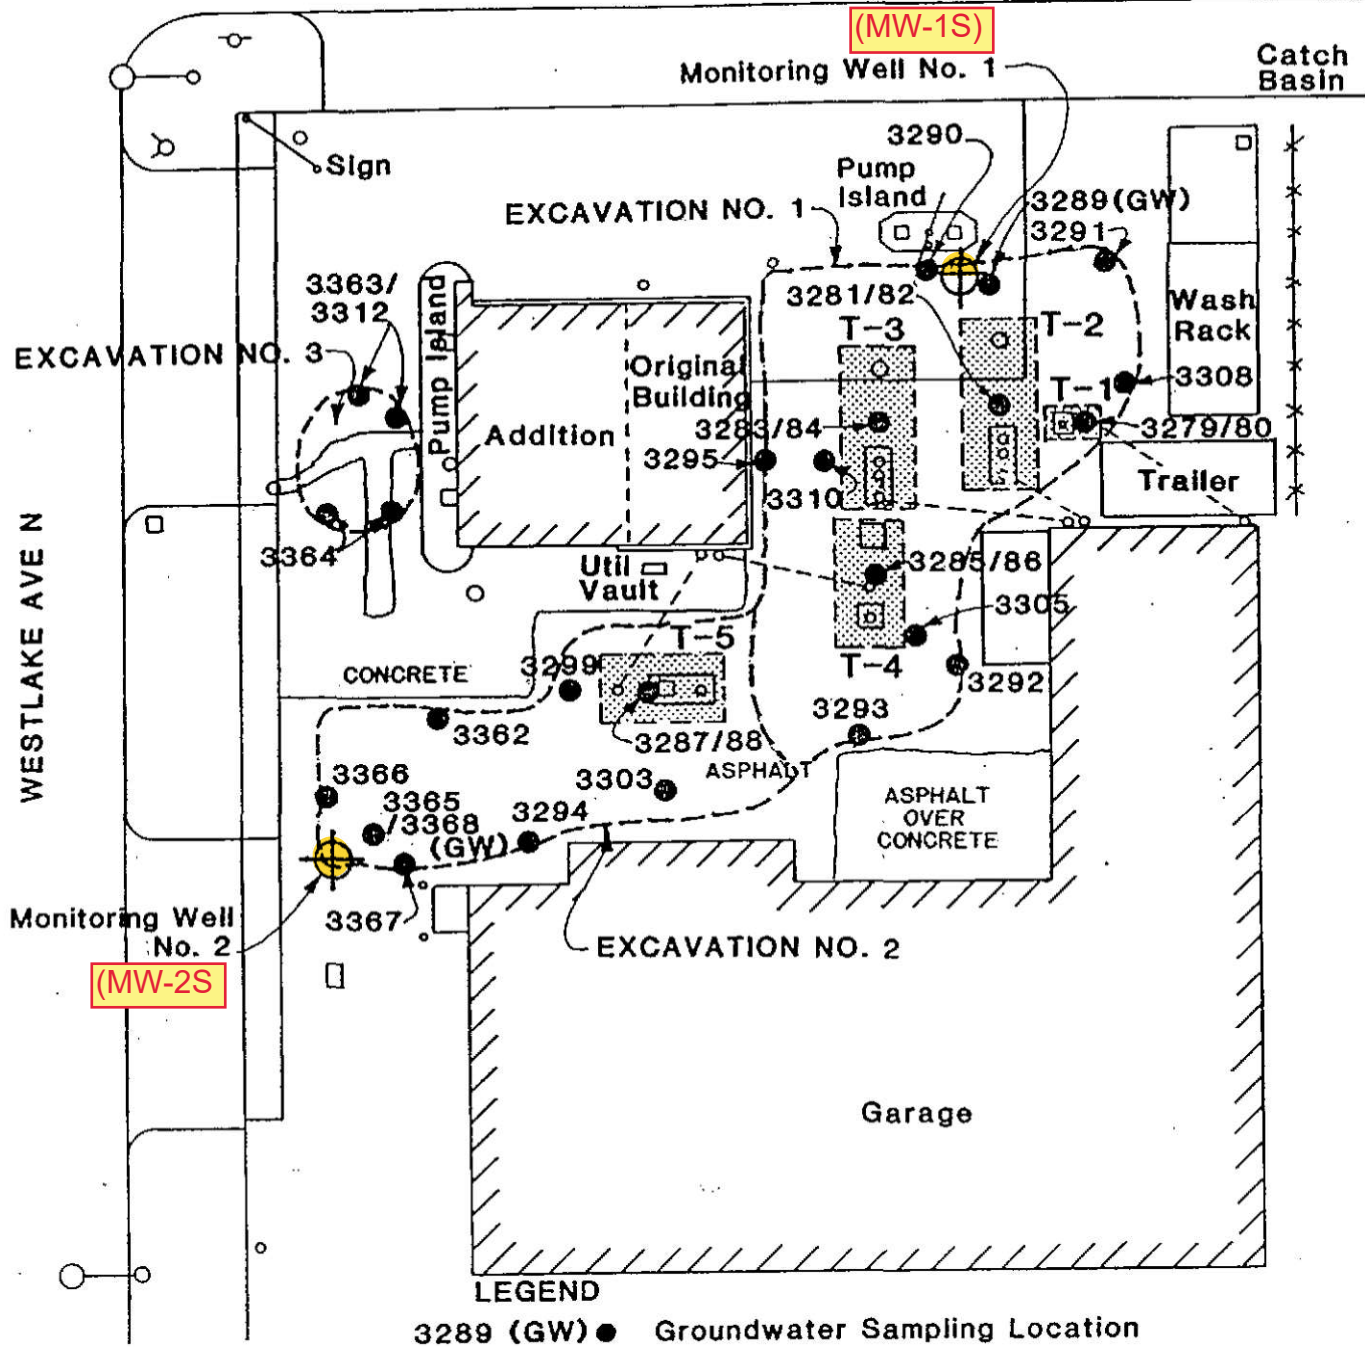 (MW-1S)
Monitoring Well No. 1
Catch
Basin
3290
Sign
Pump
Island
3289(GW)
3291
EXCAVATION NO. 1
3363/
3312
3281/82
Wash
Rack
T-3
T-2
EXCAVATION NO. 3
Pump Island
Original
Building
T-1
3308
Addition
3283/84
3279/80
3295
3310
Trailer
WESTLAKE AVE N
3364
Util
Vault
3285/86
3305
T-5
T-4
3299
CONCRETE
3292
3293
3362
3287/88
ASPHALT
3303
3366
3365
/3368
(GW)
3294
ASPHALT
OVER
CONCRETE
Monitoring Well
No. 2
3367
EXCAVATION NO. 2
(MW-2S
Garage
LEGEND
3289 (GW) Groundwater Sampling Location